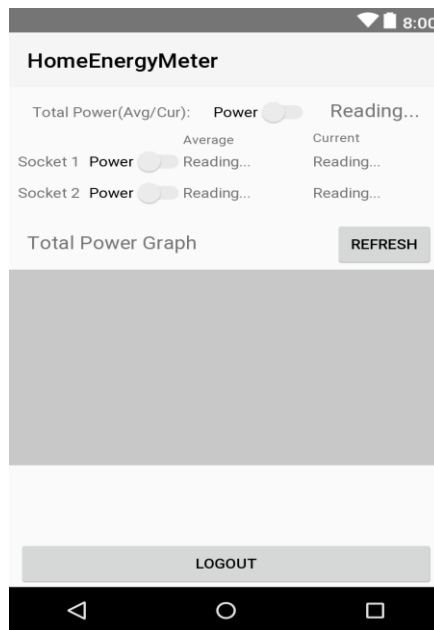 8:00
HomeEnergyMeter
Total Power(Avg/Cur): Power Reading...
Average Current
Socket 1 Power Reading... Reading...
Socket 2 Power Reading... Reading...
Total Power Graph REFRESH
LOGOUT